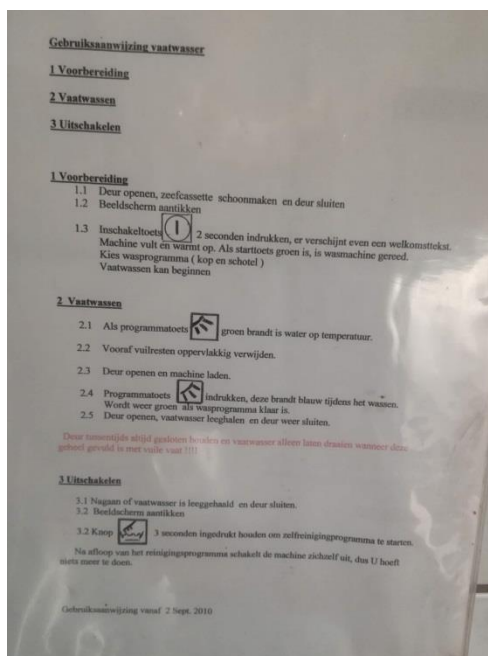 Gebruiksaanwijzing vaatwasser
1 Voorbereiding
2 Vaatwassen
3 Uitschakelen
1 Voorbereiding
1.1 Deur openen, zeefcassette schoonmaken en deur sluiten
1.2 Beeldscherm aantikken
1.3 Inschakeltoets 2 seconden indrukken, er verschijnt even een welkomsttekst.
Machine vult en warmt op. Als starttoets groen is, is wasmachine gereed.
Kies wasprogramma ( kop en schotel )
Vaatwassen kan beginnen
2 Vaatwassen
2.1 Als programmatoets groen brandt is water op temperatuur.
2.2 Vooraf vuilresten oppervlakkig verwijden.
2.3 Deur openen en machine laden.
2.4 Programmatoets indrukken, deze brandt blauw tijdens het wassen.
Wordt weer groen als wasprogramma klaar is.
2.5 Deur openen, vaatwasser leeghalen en deur weer sluiten.
Deur tussentijds altijd gesloten houden en vaatwasser alleen laten draaien wanneer deze
geheel gevuld is met vuile vaat !!!!
3 Uitschakelen
3.1 Nagaan of vaatwasser is leeggehaald en deur sluiten.
3.2 Beeldscherm aantikken
3.2 Knop 3 seconden ingedrukt houden om zelfreinigingprogramma te starten.
Na afloop van het reinigingsprogramma schakelt de machine zichzelf uit, dus U hoeft
niets meer te doen.
Gebruiksaanwijzing vanaf 2 Sept. 2010